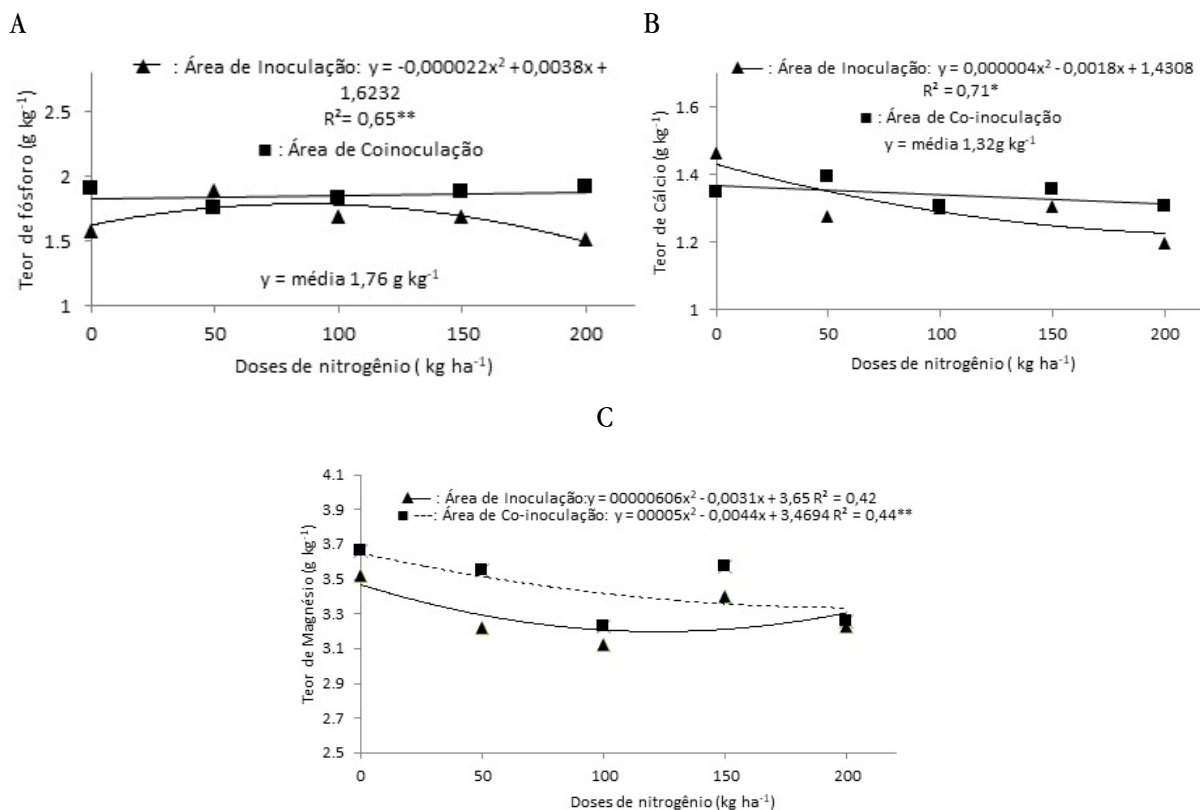 A
▲— : Área de Inoculação: y = -0,000022x² + 0,0038x +
1,6232
R²= 0,65**
■ : Área de Coinoculação
y = média 1,76 g kg⁻¹
Teor de fósforo (g kg⁻¹)
2.5
2
1.5
1
0 50 100 150 200
Doses de nitrogênio ( kg ha⁻¹)
B
▲— : Área de Inoculação: y = 0,000004x² - 0,0018x + 1,4308
R² = 0,71*
■ : Área de Co-inoculação
y = média 1,32g kg⁻¹
Teor de Cálcio (g kg⁻¹)
1.6
1.4
1.2
1
0 50 100 150 200
Doses de nitrogênio ( kg ha⁻¹)
C
▲— : Área de Inoculação:y = 00000606x² - 0,0031x + 3,65 R² = 0,42
■ ---: Área de Co-inoculação: y = 00005x² - 0,0044x + 3,4694 R² = 0,44**
Teor de Magnésio (g kg⁻¹)
4.1
3.9
3.7
3.5
3.3
3.1
2.9
2.7
2.5
0 50 100 150 200
Doses de nitrogênio (kg ha⁻¹)